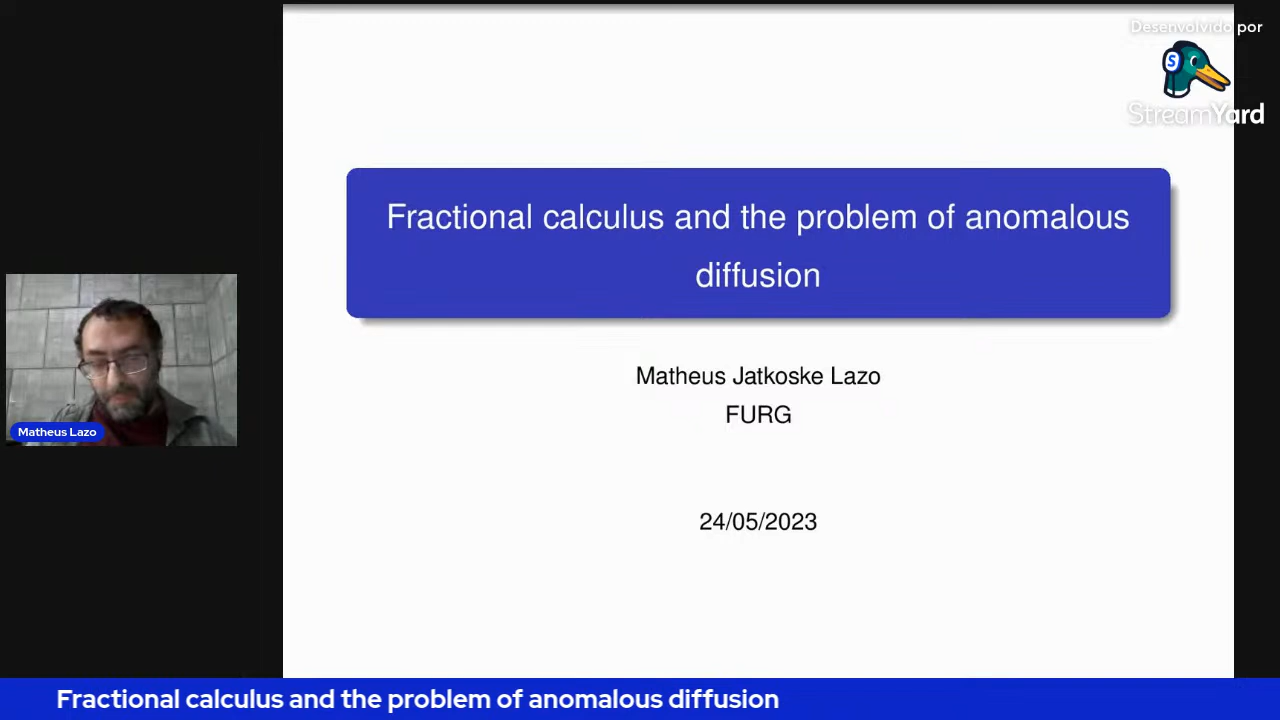 Desenvolvido por
S
StreamYard
Fractional calculus and the problem of anomalous
diffusion
Matheus Jatkoske Lazo
FURG
24/05/2023
Matheus Lazo
Fractional calculus and the problem of anomalous diffusion